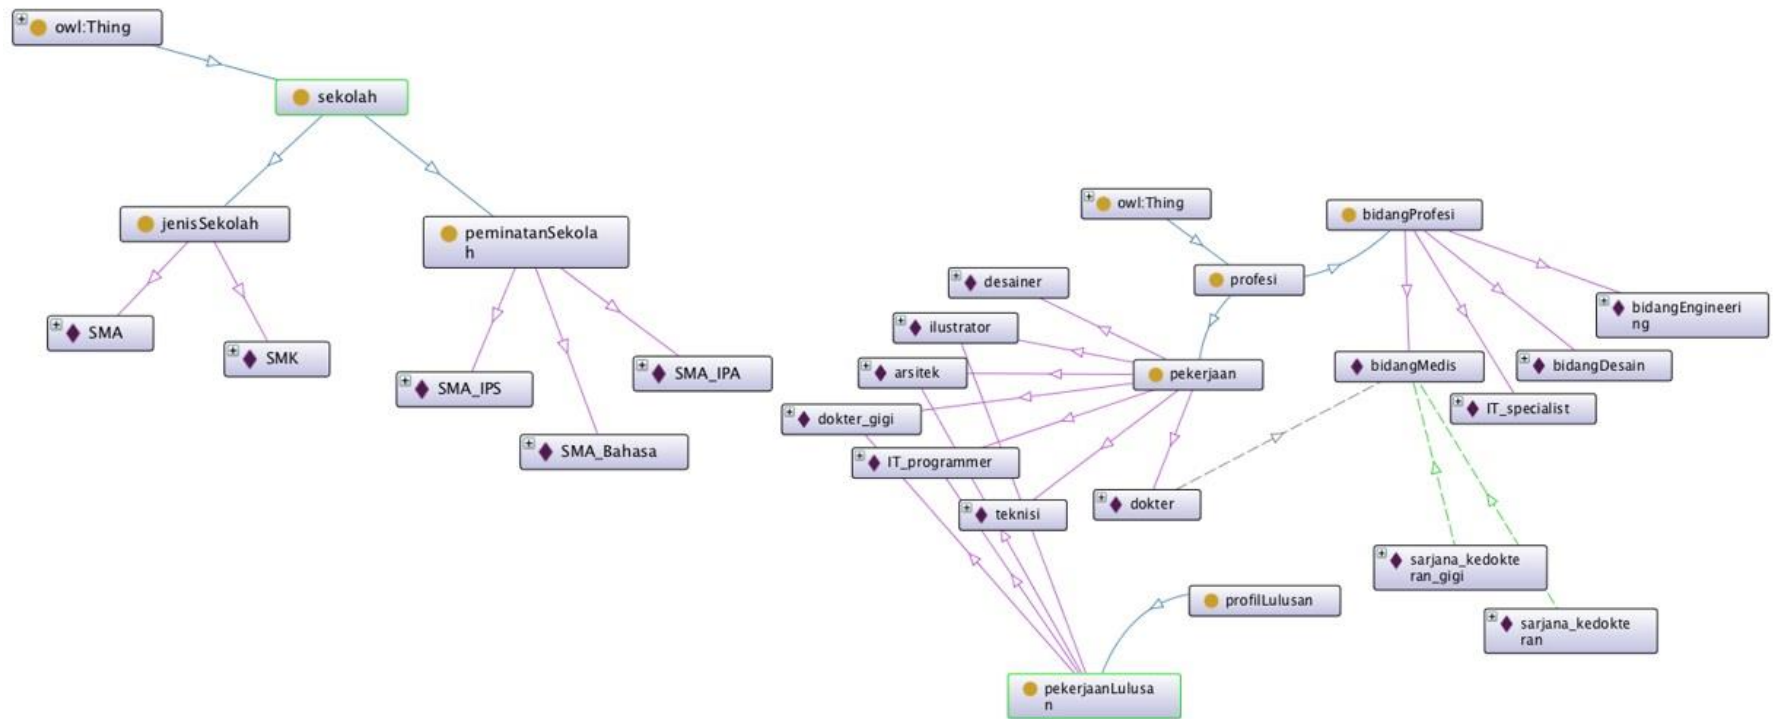 owl:Thing
sekolah
jenisSekolah
peminatanSekola
h
SMA
SMK
SMA_IPS
SMA_IPA
SMA_Bahasa
owl:Thing
bidangProfesi
profesi
desainer
ilustrator
arsitek
pekerjaan
dokter_gigi
IT_programmer
teknisi
dokter
bidangEngineeri
ng
bidangMedis
bidangDesain
IT_specialist
sarjana_kedokte
ran_gigi
sarjana_kedokte
ran
profilLulusan
pekerjaanLulusa
n